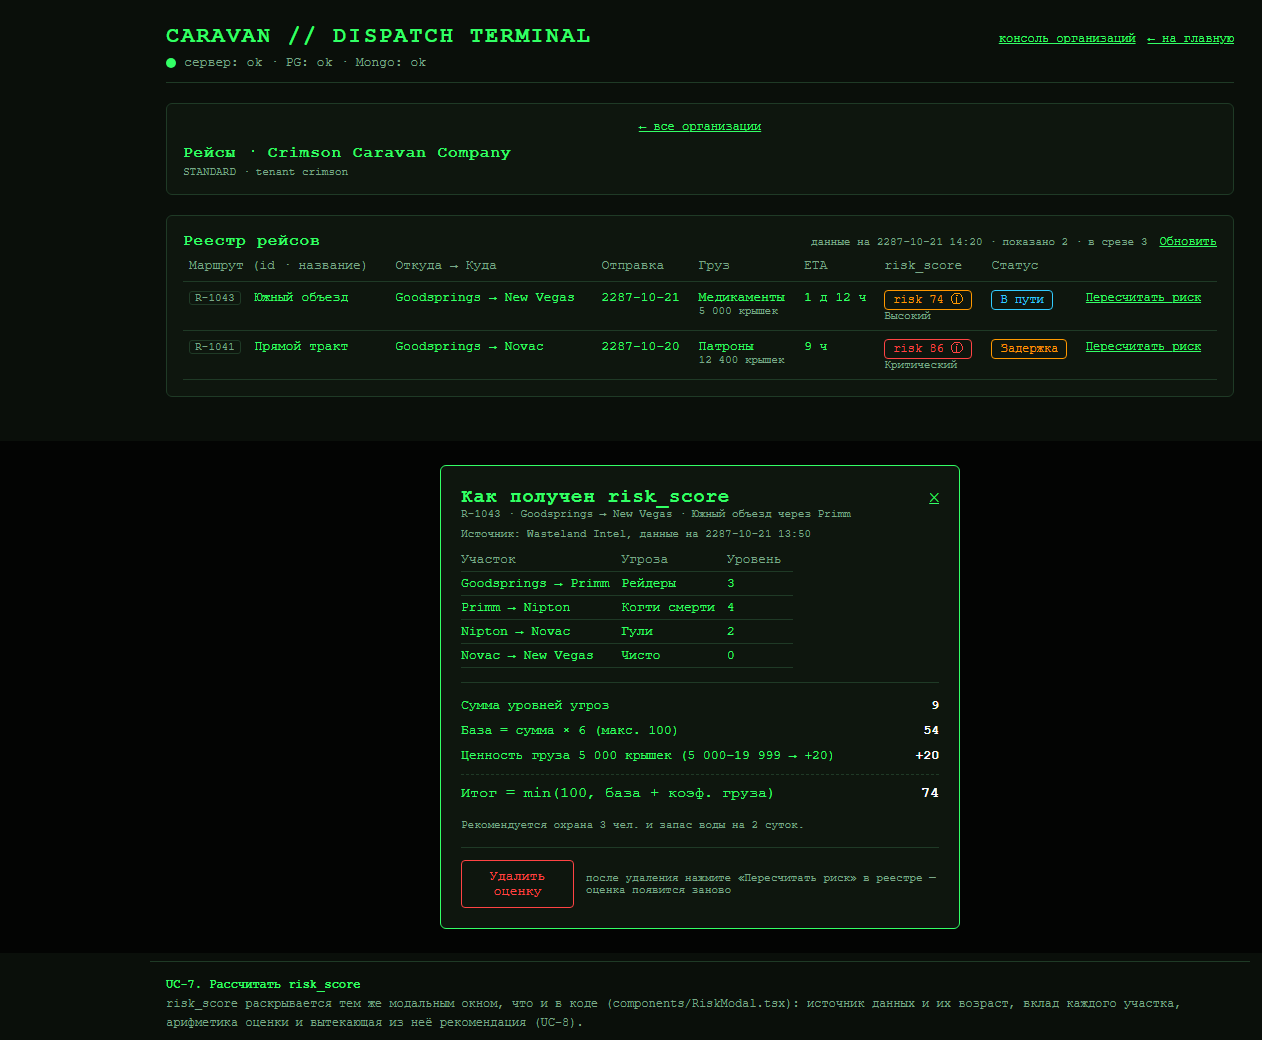 CARAVAN // DISPATCH TERMINAL
консоль организаций ← на главную
сервер: ok · PG: ok · Mongo: ok
← все организации
Рейсы · Crimson Caravan Company
STANDARD · tenant crimson
Реестр рейсов
данные на 2287-10-21 14:20 · показано 2 · в срезе 3 Обновить
Маршрут (id · название) Откуда → Куда Отправка Груз ETA risk_score Статус
R-1043 Южный объезд Goodsprings → New Vegas 2287-10-21 Медикаменты 1 д 12 ч risk 74 ⓘ В пути Пересчитать риск
5 000 крышек Высокий
R-1041 Прямой тракт Goodsprings → Novac 2287-10-20 Патроны 9 ч risk 86 ⓘ Задержка Пересчитать риск
12 400 крышек Критический
Как получен risk_score ×
R-1043 · Goodsprings → New Vegas · Южный объезд через Primm
Источник: Wasteland Intel, данные на 2287-10-21 13:50
Участок Угроза Уровень
Goodsprings → Primm Рейдеры 3
Primm → Nipton Когти смерти 4
Nipton → Novac Гули 2
Novac → New Vegas Чисто 0
Сумма уровней угроз 9
База = сумма × 6 (макс. 100) 54
Ценность груза 5 000 крышек (5 000–19 999 → +20) +20
Итог = min(100, база + коэф. груза) 74
Рекомендуется охрана 3 чел. и запас воды на 2 суток.
Удалить
оценку
после удаления нажмите «Пересчитать риск» в реестре —
оценка появится заново
UC-7. Рассчитать risk_score
risk_score раскрывается тем же модальным окном, что и в коде (components/RiskModal.tsx): источник данных и их возраст, вклад каждого участка,
арифметика оценки и вытекающая из неё рекомендация (UC-8).